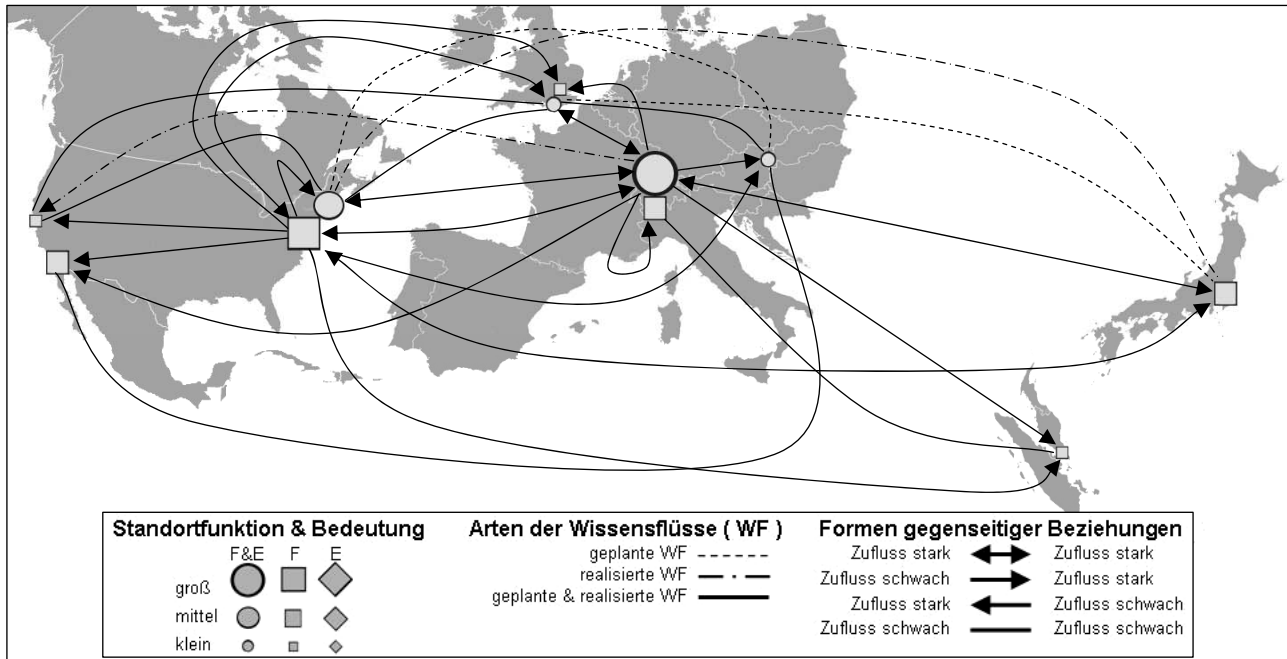 Standortfunktion & Bedeutung
F&E F E
groß
mittel
klein
Arten der Wissensflüsse ( WF )
geplante WF
realisierte WF
geplante & realisierte WF
Formen gegenseitiger Beziehungen
Zufluss stark Zufluss stark
Zufluss schwach Zufluss stark
Zufluss stark Zufluss schwach
Zufluss schwach Zufluss schwach